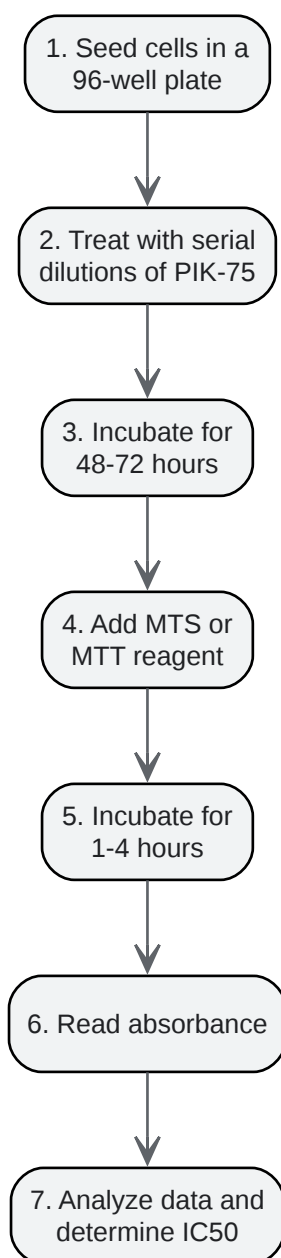 1. Seed cells in a
96-well plate
2. Treat with serial
dilutions of PIK-75
3. Incubate for
48-72 hours
4. Add MTS or
MTT reagent
5. Incubate for
1-4 hours
6. Read absorbance
7. Analyze data and
determine IC50